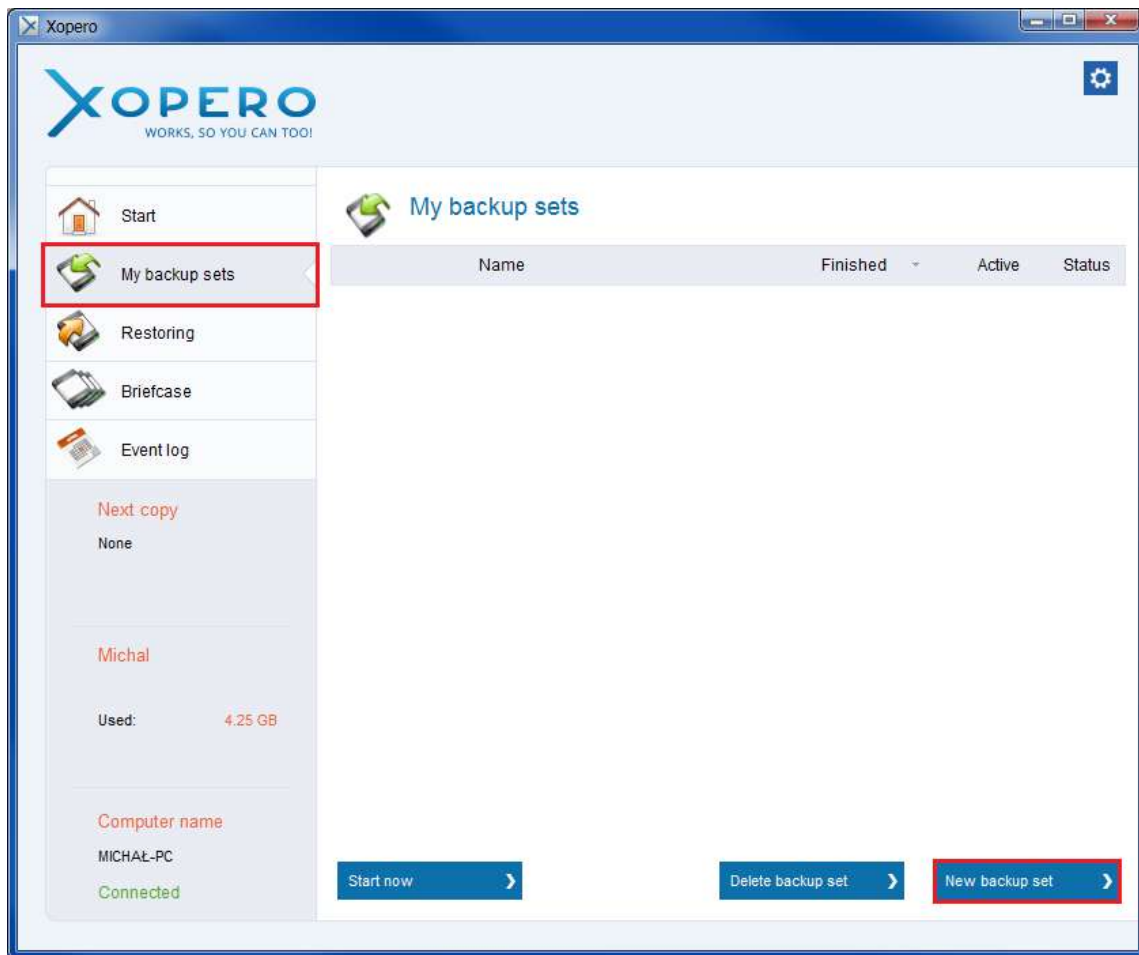 Xopero
XOPERO
WORKS, SO YOU CAN TOO!
Start
My backup sets
Restoring
Briefcase
Event log
Next copy
None
Michal
Used: 4.25 GB
Computer name
MICHAŁ-PC
Connected
My backup sets
Name Finished Active Status
Start now Delete backup set New backup set